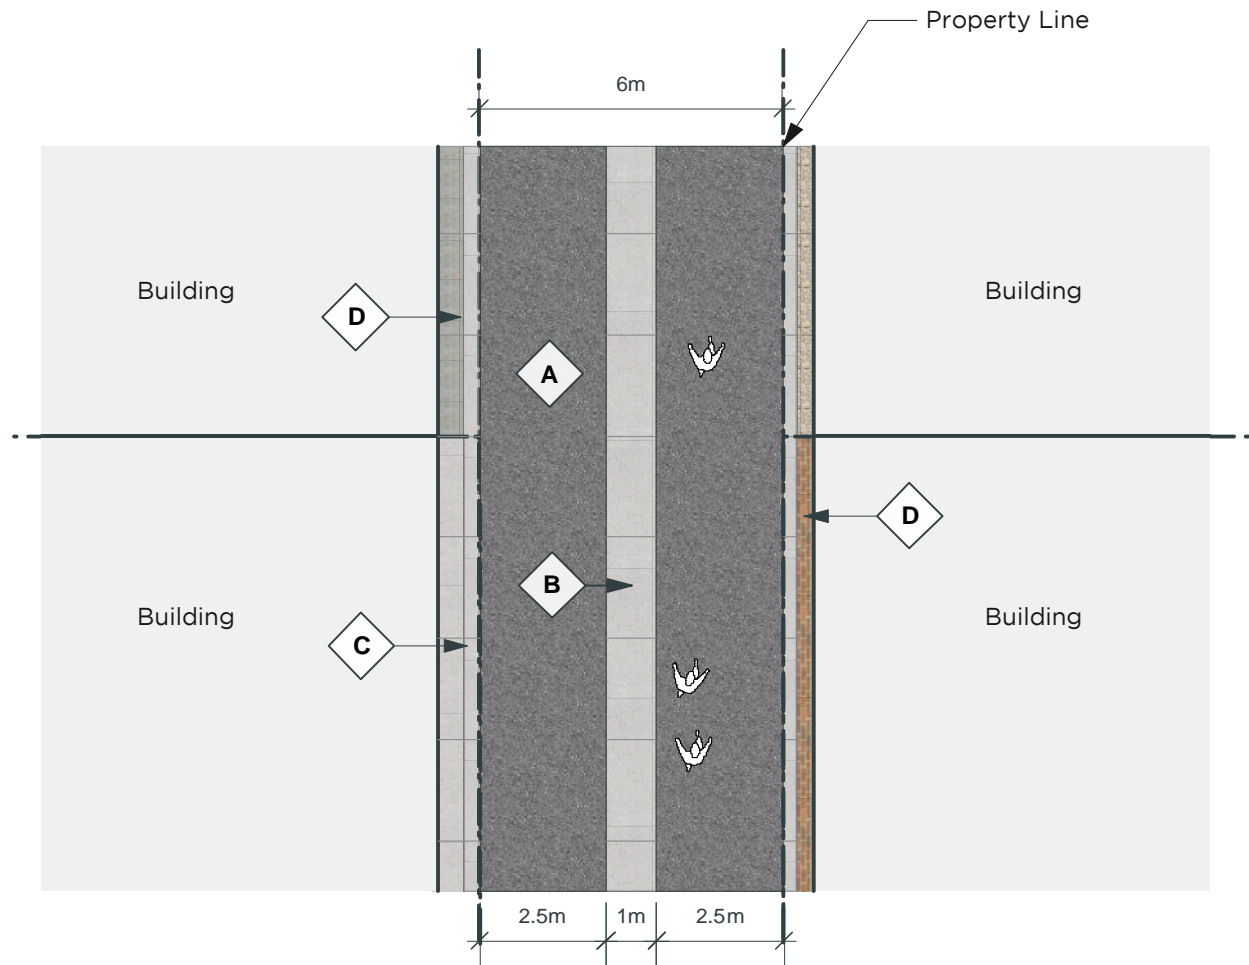 Property Line
6m
Building
Building
D
A
D
B
Building
Building
C
2.5m
1m
2.5m